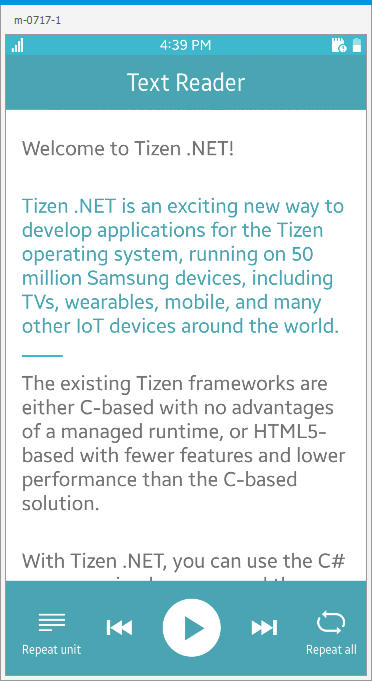 m-0717-1
4:39 PM
Text Reader
Welcome to Tizen .NET!
Tizen .NET is an exciting new way to
develop applications for the Tizen
operating system, running on 50
million Samsung devices, including
TVs, wearables, mobile, and many
other IoT devices around the world.
The existing Tizen frameworks are
either C-based with no advantages
of a managed runtime, or HTML5-
based with fewer features and lower
performance than the C-based
solution.
With Tizen .NET, you can use the C#
Repeat unit
Repeat all